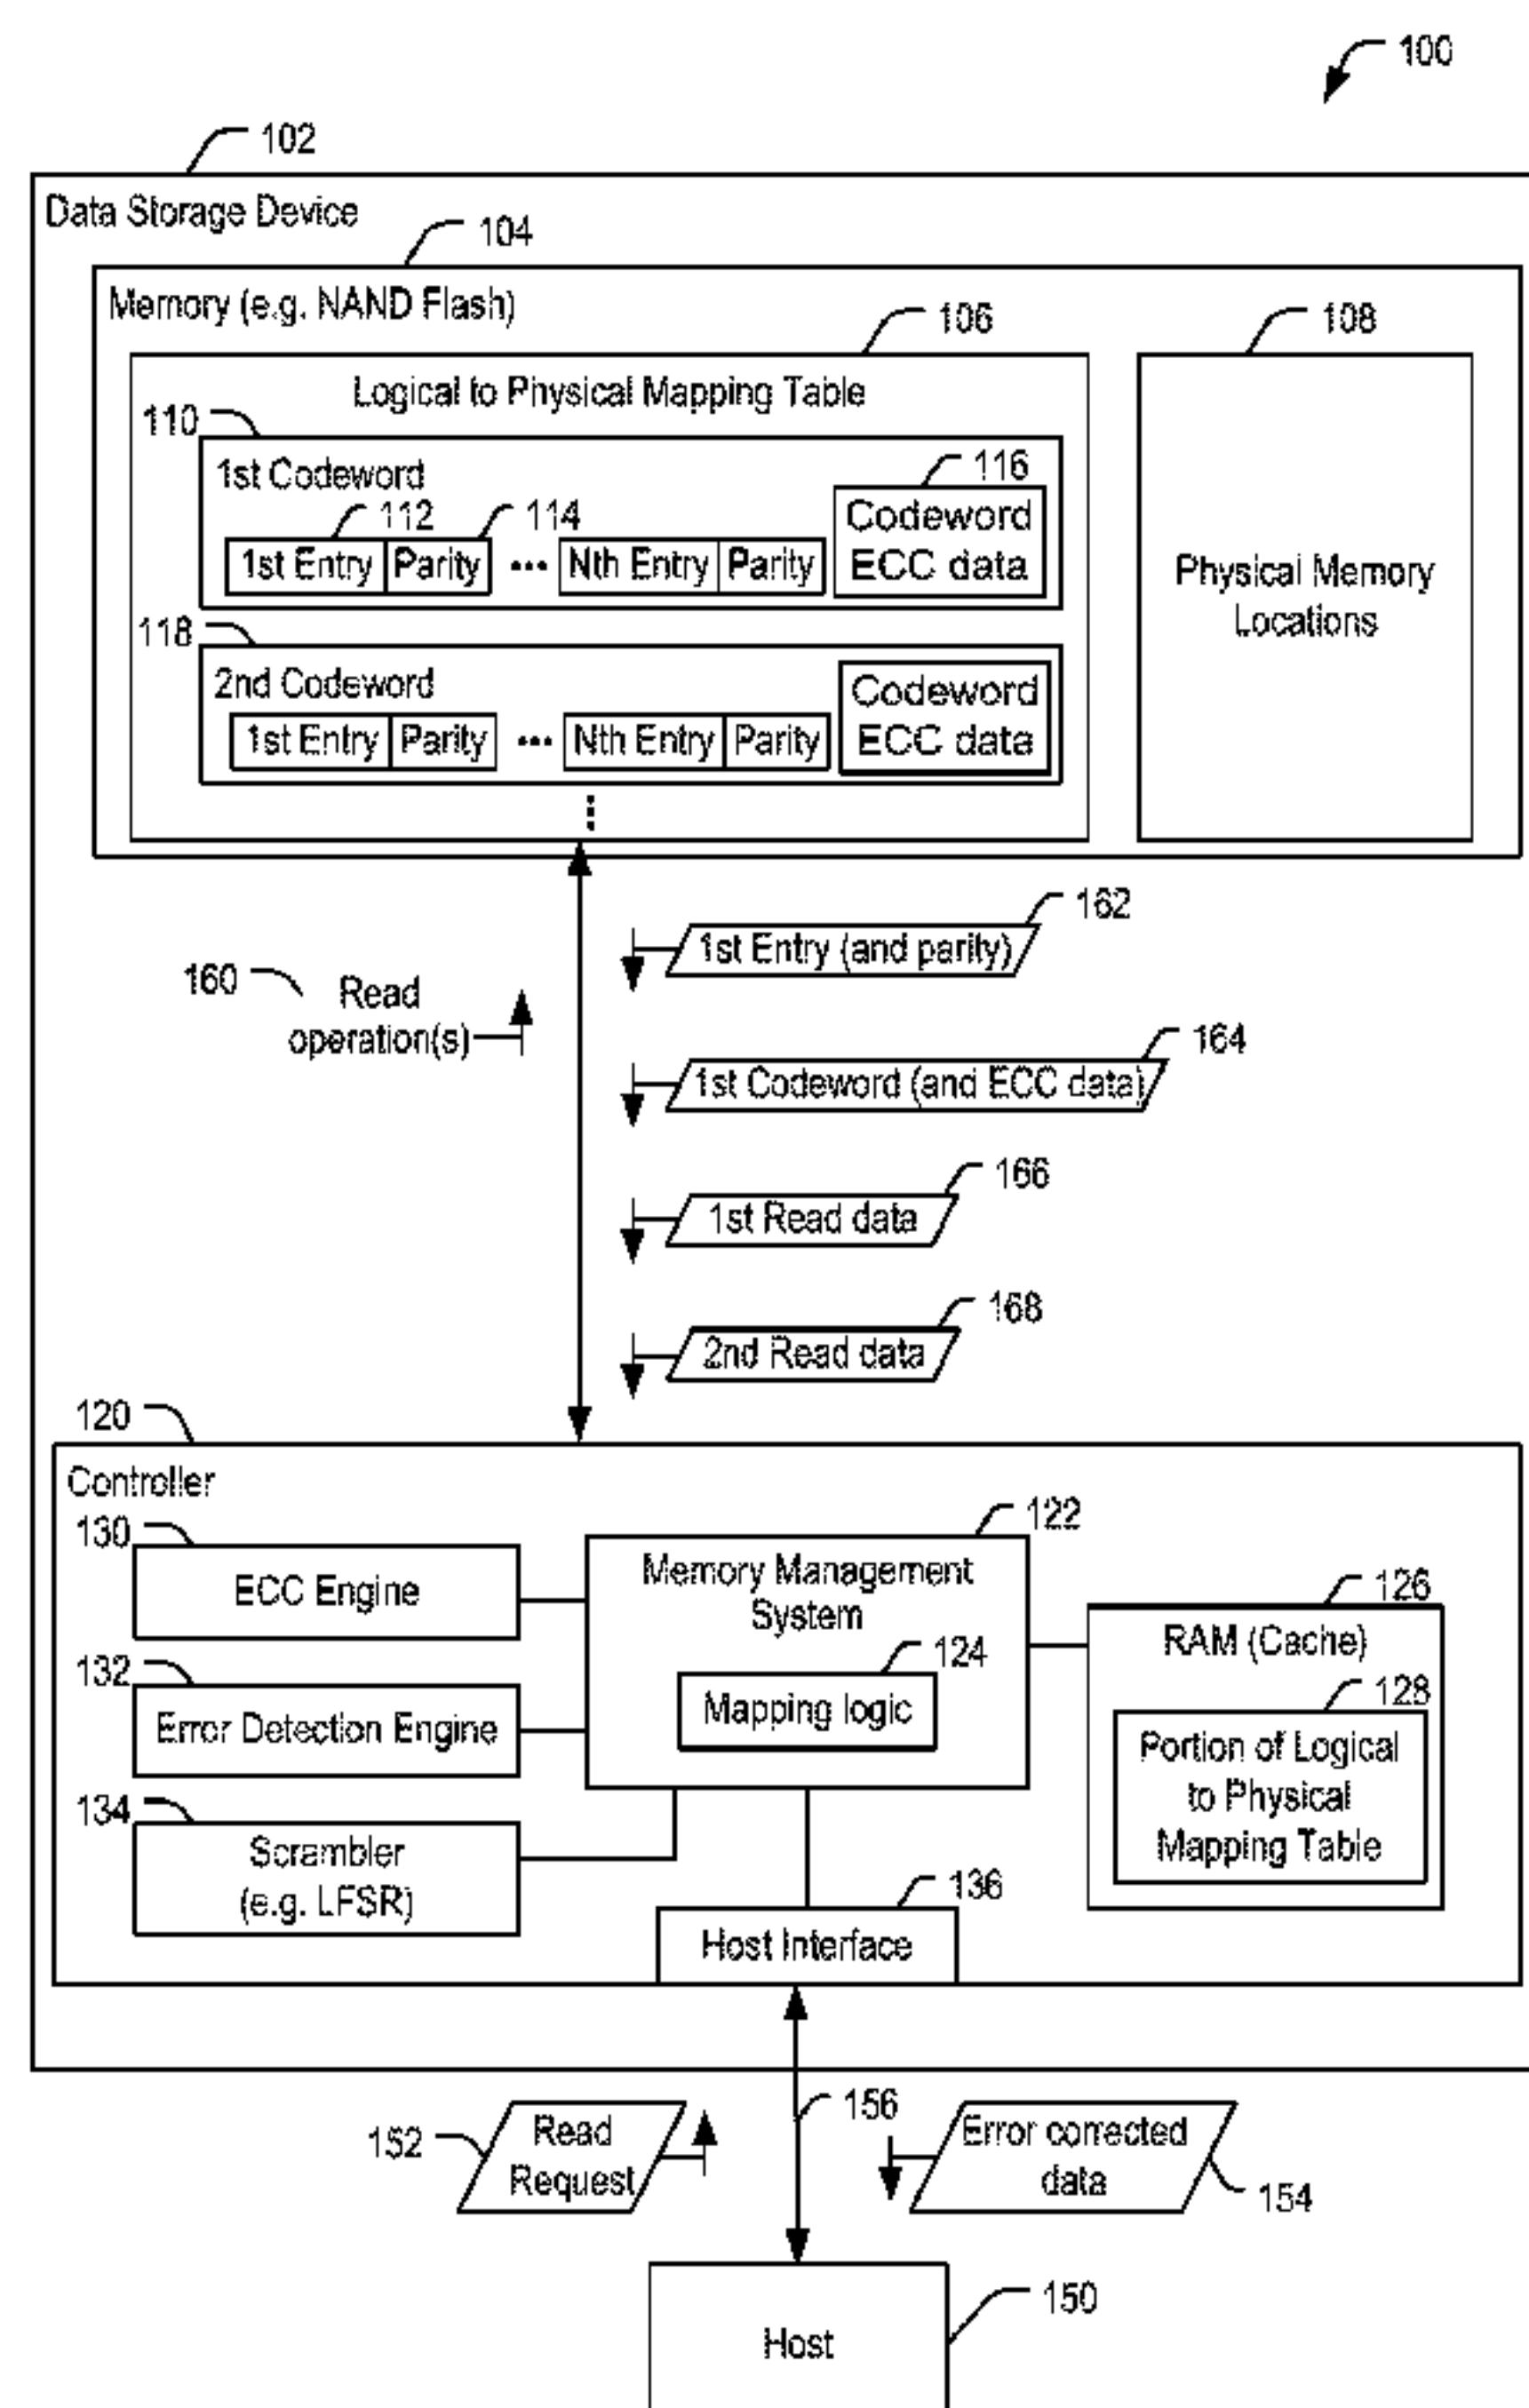 100
102
Data Storage Device
104
Memory (e.g. NAND Flash)
106
108
Logical to Physical Mapping Table
110
1st Codeword
116
112
114
Codeword
ECC data
1st Entry Parity ... Nth Entry Parity
Physical Memory
Locations
118
2nd Codeword
Codeword
ECC data
1st Entry Parity ... Nth Entry Parity
⋮
162
1st Entry (and parity)
160
Read
operation(s)
164
1st Codeword (and ECC data)
166
1st Read data
168
2nd Read data
120
Controller
130
ECC Engine
122
Memory Management
System
124
Mapping logic
126
RAM (Cache)
128
Portion of Logical
to Physical
Mapping Table
132
Error Detection Engine
134
Scrambler
(e.g. LFSR)
136
Host Interface
152
Read
Request
156
Error corrected
data
154
150
Host